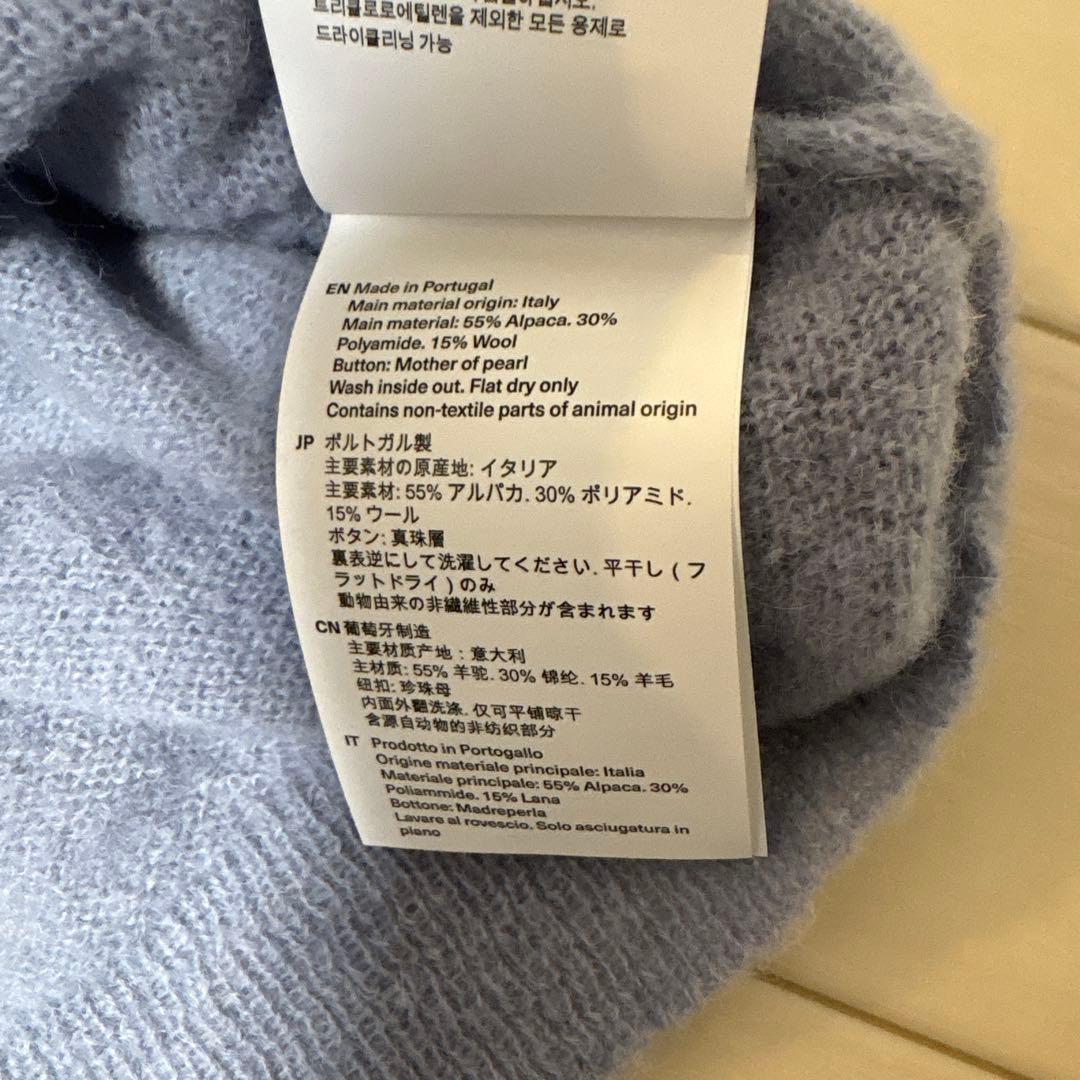 트리클로로에틸렌을 제외한 모든 용제로
드라이클리닝 가능
EN Made in Portugal
Main material origin: Italy
Main material: 55% Alpaca. 30%
Polyamide. 15% Wool
Button: Mother of pearl
Wash inside out. Flat dry only
Contains non-textile parts of animal origin
JP ポルトガル製
主要素材の原産地: イタリア
主要素材: 55% アルパカ. 30% ポリアミド.
15% ウール
ボタン: 真珠層
裏表逆にして洗濯してください. 平干し ( フ
ラットドライ ) のみ
動物由来の非繊維性部分が含まれます
CN 葡萄牙制造
主要材质产地 : 意大利
主材质: 55% 羊驼. 30% 锦纶. 15% 羊毛
纽扣: 珍珠母
内面外翻洗涤. 仅可平铺晾干
含源自动物的非纺织部分
IT Prodotto in Portogallo
Origine materiale principale: Italia
Materiale principale: 55% Alpaca. 30%
Poliammide. 15% Lana
Bottone: Madreperla
Lavare al rovescio. Solo asciugatura in
piano